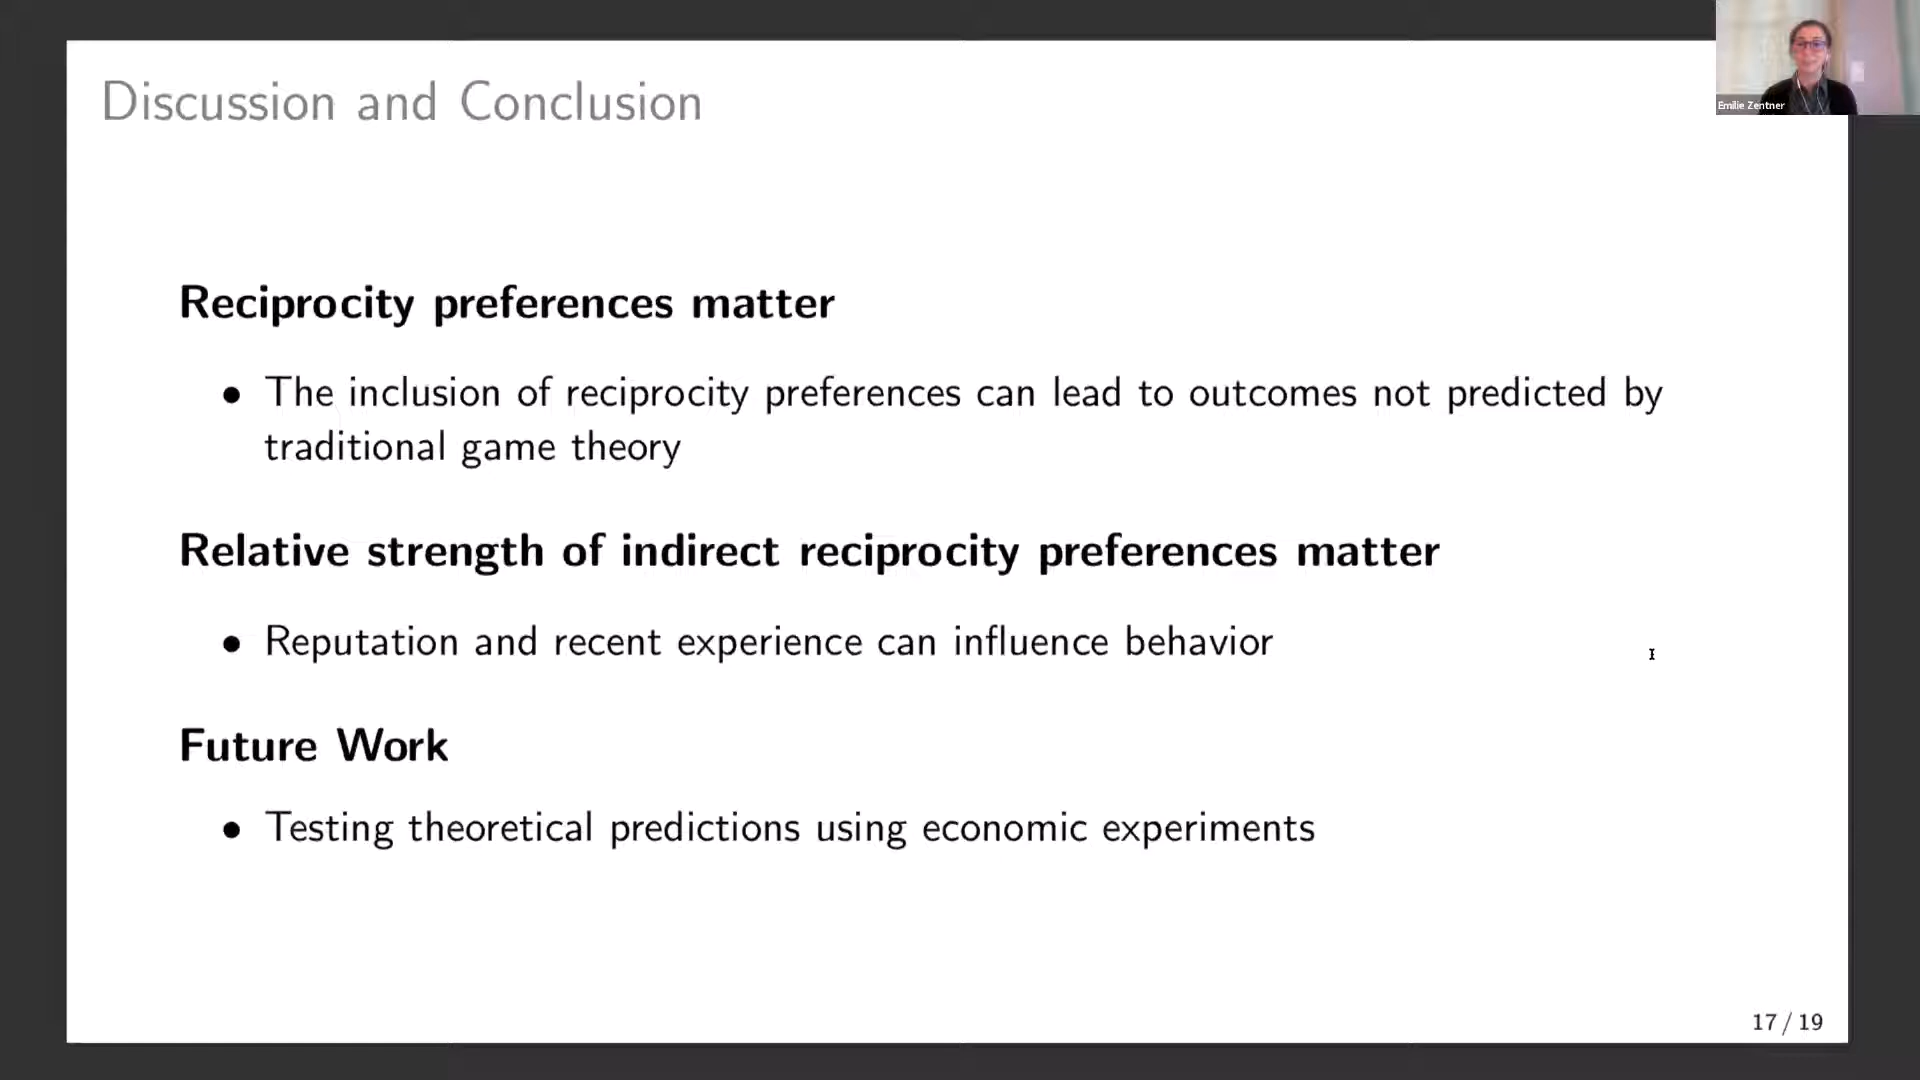 Discussion and Conclusion
Emilie Zentner
Reciprocity preferences matter
• The inclusion of reciprocity preferences can lead to outcomes not predicted by
traditional game theory
Relative strength of indirect reciprocity preferences matter
• Reputation and recent experience can influence behavior
Future Work
• Testing theoretical predictions using economic experiments
17 / 19